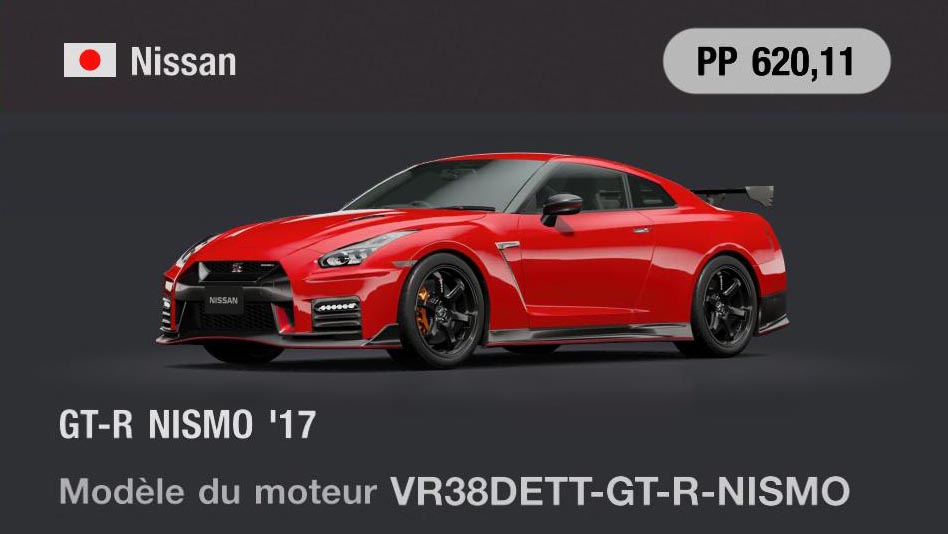 Nissan
PP 620,11
NISSAN
GT-R NISMO '17
Modèle du moteur VR38DETT-GT-R-NISMO